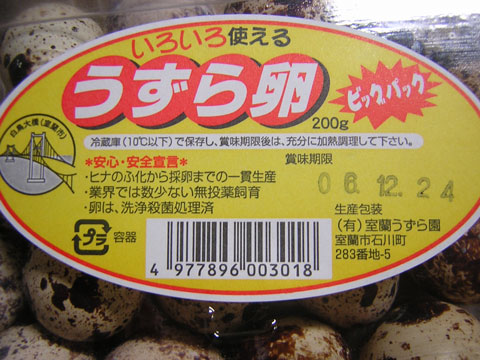 いろいろ使える
うずら卵
ビッグパック
200g
白鳥大橋(室蘭市)
冷蔵庫(10℃以下)で保存し、賞味期限後は、充分に加熱調理して下さい。
*安心・安全宣言*
・ヒナのふ化から採卵までの一貫生産
・業界では数少ない無投薬飼育
・卵は、洗浄殺菌処理済
賞味期限
06.12.24
プラ
容器
生産包装
(有)室蘭うずら園
室蘭市石川町
283番地-5
4 977896 003018